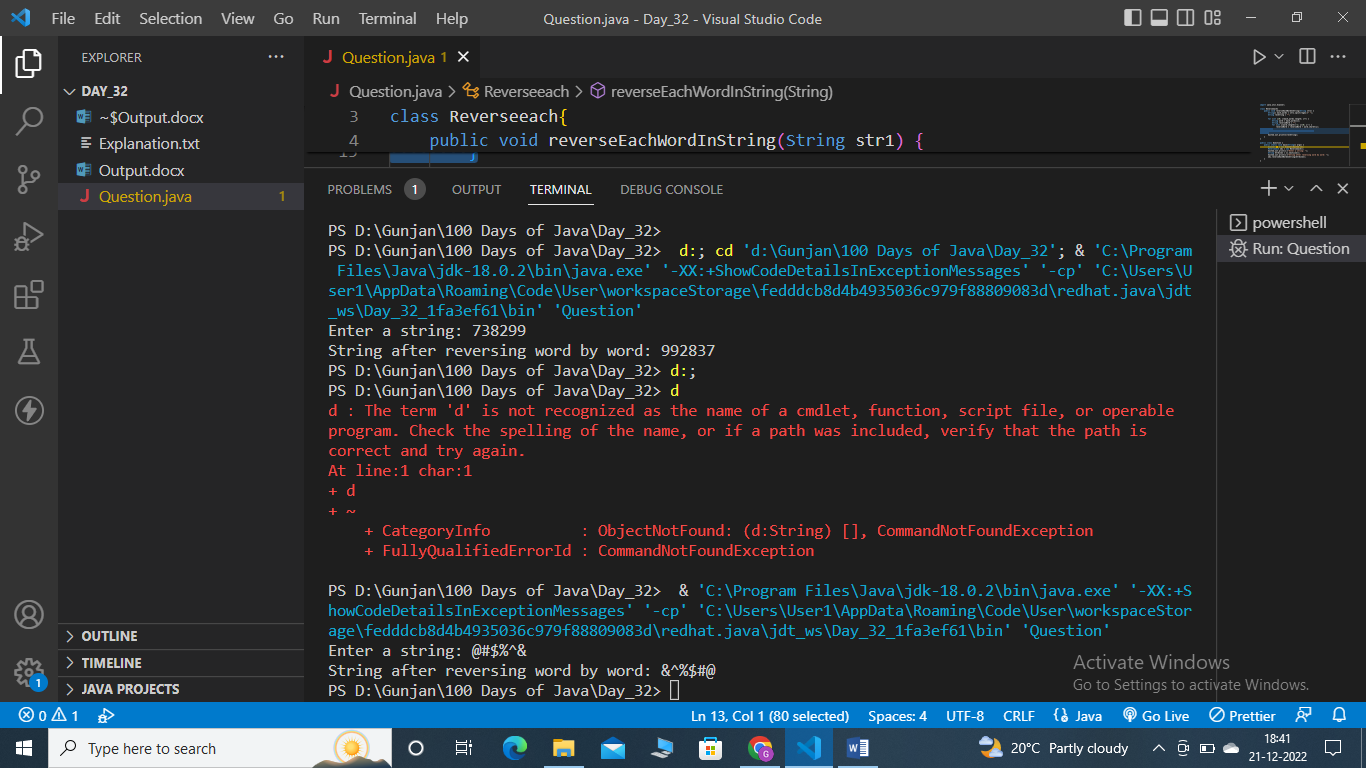 File Edit Selection View Go Run Terminal Help
Question.java - Day_32 - Visual Studio Code
EXPLORER
DAY_32
~$Output.docx
Explanation.txt
Output.docx
Question.java 1
OUTLINE
TIMELINE
JAVA PROJECTS
1
Question.java 1
Question.java > Reverseeach > reverseEachWordInString(String)
3 class Reverseeach{
4 public void reverseEachWordInString(String str1) {
}
PROBLEMS 1 OUTPUT TERMINAL DEBUG CONSOLE
powershell
Run: Question
PS D:\Gunjan\100 Days of Java\Day_32>
PS D:\Gunjan\100 Days of Java\Day_32>  d:; cd 'd:\Gunjan\100 Days of Java\Day_32'; & 'C:\Program
 Files\Java\jdk-18.0.2\bin\java.exe' '-XX:+ShowCodeDetailsInExceptionMessages' '-cp' 'C:\Users\U
ser1\AppData\Roaming\Code\User\workspaceStorage\fedddcb8d4b4935036c979f88809083d\redhat.java\jdt
_ws\Day_32_1fa3ef61\bin' 'Question'
Enter a string: 738299
String after reversing word by word: 992837
PS D:\Gunjan\100 Days of Java\Day_32> d:;
PS D:\Gunjan\100 Days of Java\Day_32> d
d : The term 'd' is not recognized as the name of a cmdlet, function, script file, or operable
program. Check the spelling of the name, or if a path was included, verify that the path is
correct and try again.
At line:1 char:1
+ d
+ ~
    + CategoryInfo          : ObjectNotFound: (d:String) [], CommandNotFoundException
    + FullyQualifiedErrorId : CommandNotFoundException
PS D:\Gunjan\100 Days of Java\Day_32>  & 'C:\Program Files\Java\jdk-18.0.2\bin\java.exe' '-XX:+S
howCodeDetailsInExceptionMessages' '-cp' 'C:\Users\User1\AppData\Roaming\Code\User\workspaceStor
age\fedddcb8d4b4935036c979f88809083d\redhat.java\jdt_ws\Day_32_1fa3ef61\bin' 'Question'
Enter a string: @#$%^&
String after reversing word by word: &^%$#@
PS D:\Gunjan\100 Days of Java\Day_32>
Activate Windows
Go to Settings to activate Windows.
0 1 Ln 13, Col 1 (80 selected) Spaces: 4 UTF-8 CRLF {} Java Go Live Prettier
Type here to search
20°C Partly cloudy
18:41
21-12-2022